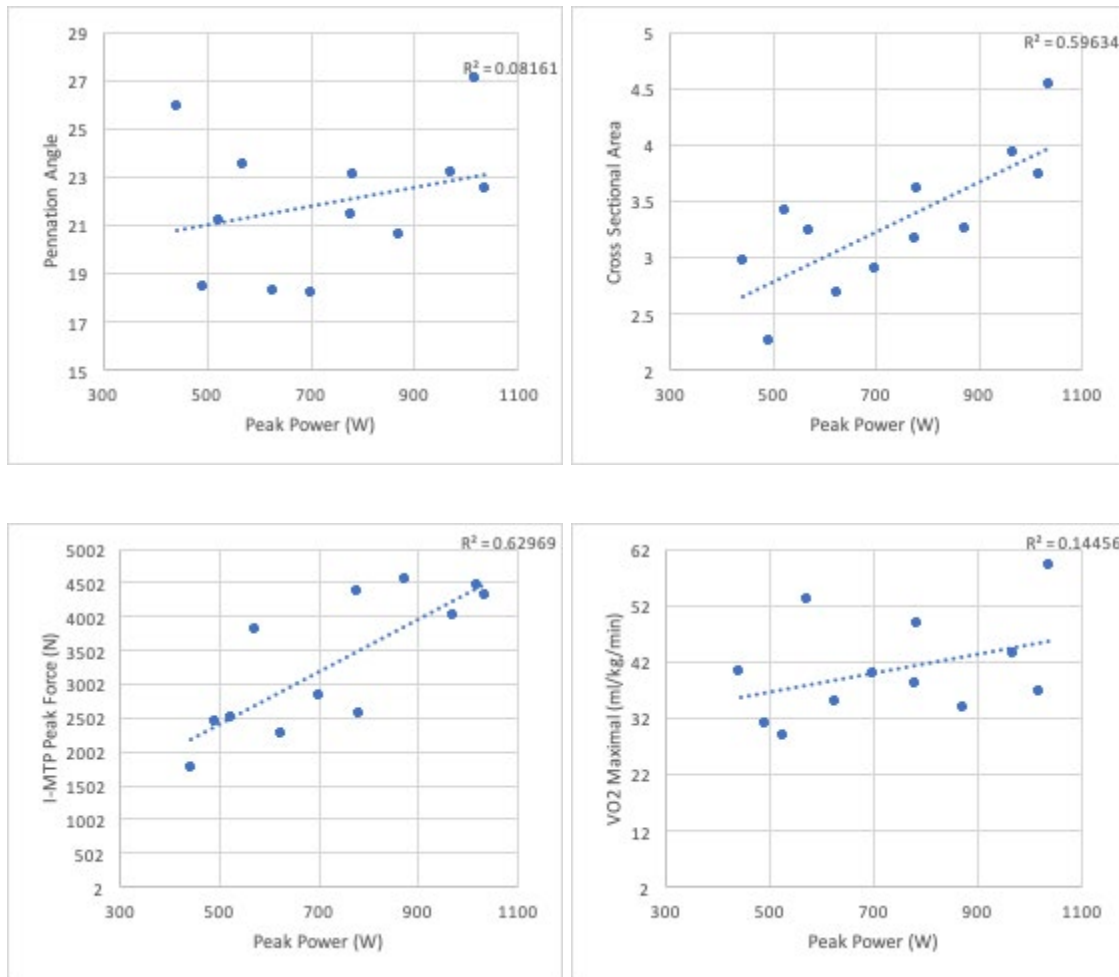 29
27
25
23
21
19
17
15
Pennation Angle
R² = 0.08161
300 500 700 900 1100
Peak Power (W)
5
4.5
4
3.5
3
2.5
2
Cross Sectional Area
R² = 0.59634
300 500 700 900 1100
Peak Power (W)
5002
4502
4002
3502
3002
2502
2002
1502
1002
502
2
I-MTP Peak Force (N)
R² = 0.62969
300 500 700 900 1100
Peak Power (W)
62
52
42
32
22
12
2
VO2 Maximal (ml/kg/min)
R² = 0.14456
300 500 700 900 1100
Peak Power (W)